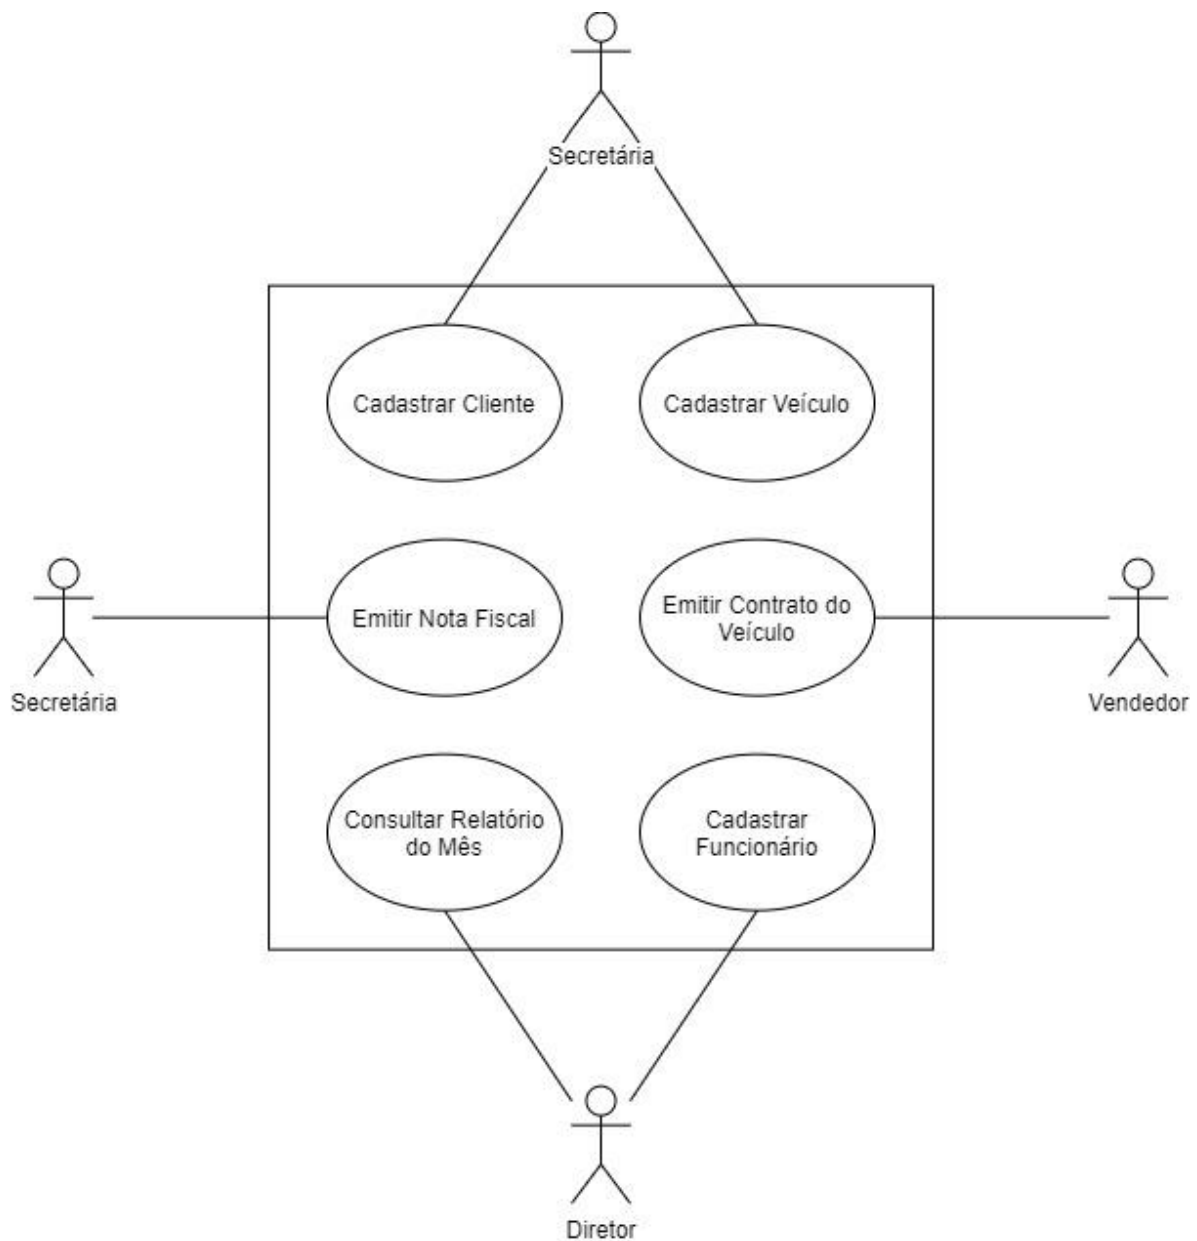 Secretária
Cadastrar Cliente
Cadastrar Veículo
Emitir Nota Fiscal
Emitir Contrato do
Veículo
Secretária
Vendedor
Consultar Relatório
do Mês
Cadastrar
Funcionário
Diretor